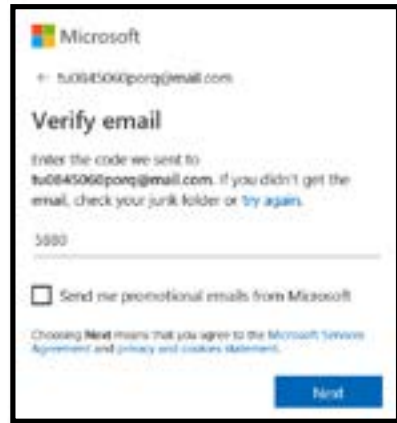 Microsoft
← tu0845060porq@mail.com
Verify email
Enter the code we sent to
tu0845060porq@mail.com. If you didn't get the
email, check your junk folder or try again.
5880
Send me promotional emails from Microsoft
Choosing Next means that you agree to the Microsoft Services
Agreement and privacy and cookies statement.
Next